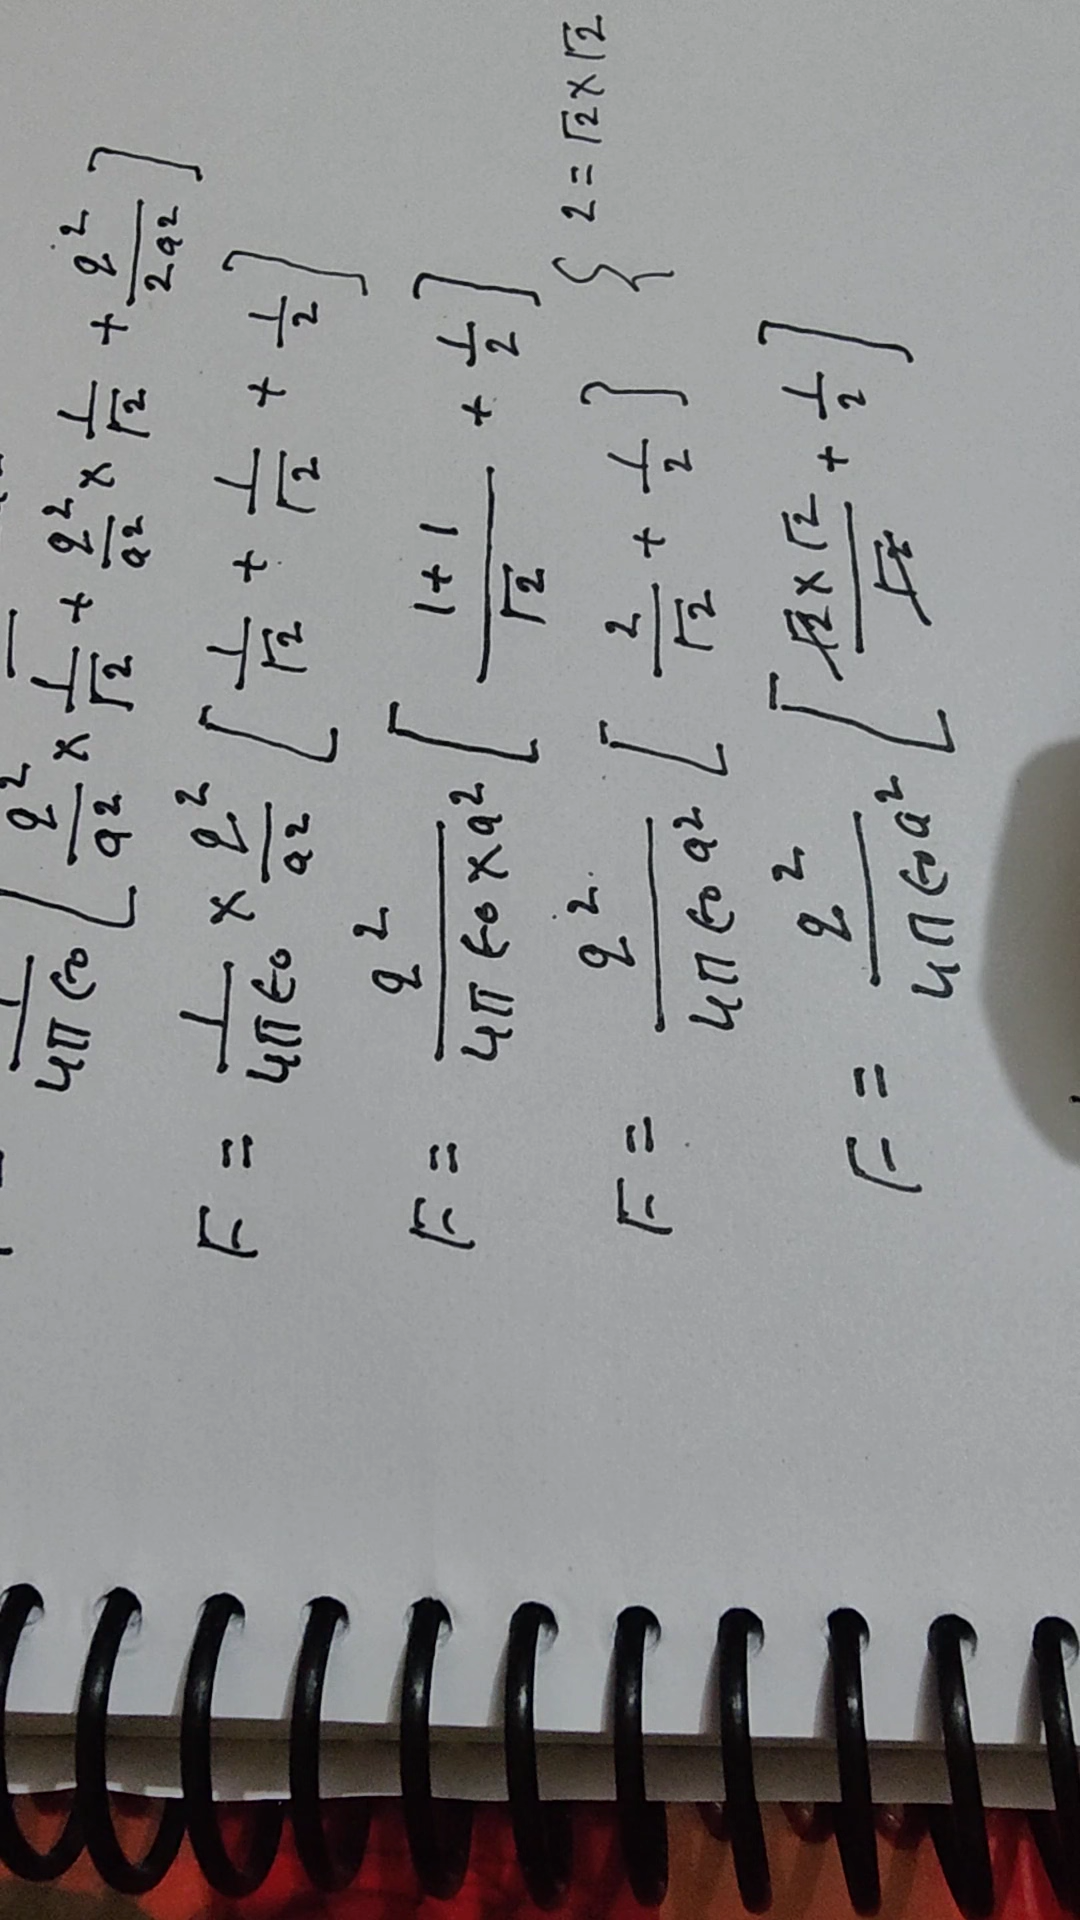 1/4πϵ₀ [q²/a² × 1/√2 + q²/a² × 1/√2 + q²/2a²]
F = 1/4πϵ₀ × q²/a² [1/√2 + 1/√2 + 1/2]
F = q²/4πϵ₀ × a² [1+1/√2 + 1/2]
F = q²/4πϵ₀a² [2/√2 + 1/2] { 2 = √2 × √2
F = q²/4πϵ₀a² [√2 × √2/√2 + 1/2]